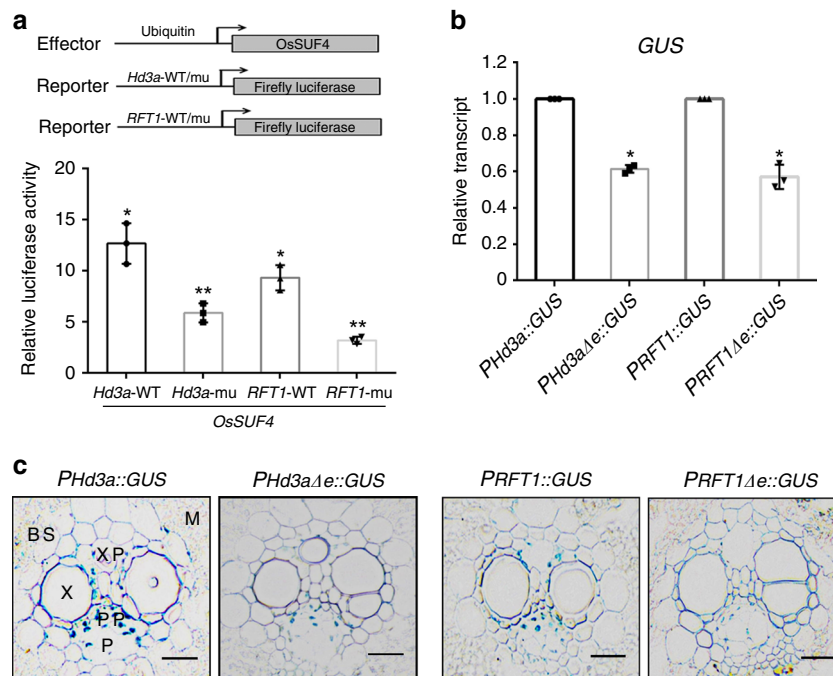 a
Effector Ubiquitin OsSUF4
Reporter Hd3a-WT/mu Firefly luciferase
Reporter RFT1-WT/mu Firefly luciferase
Relative luciferase activity
20
15
10
5
0
* ** * **
Hd3a-WT Hd3a-mu RFT1-WT RFT1-mu
OsSUF4
b
GUS
Relative transcript
1.2
1.0
0.8
0.6
0.4
0.2
0
* *
PHd3a::GUS PHd3aΔe::GUS PRFT1::GUS PRFT1Δe::GUS
c
PHd3a::GUS PHd3aΔe::GUS PRFT1::GUS PRFT1Δe::GUS
M
BS
XP
X
PP
P